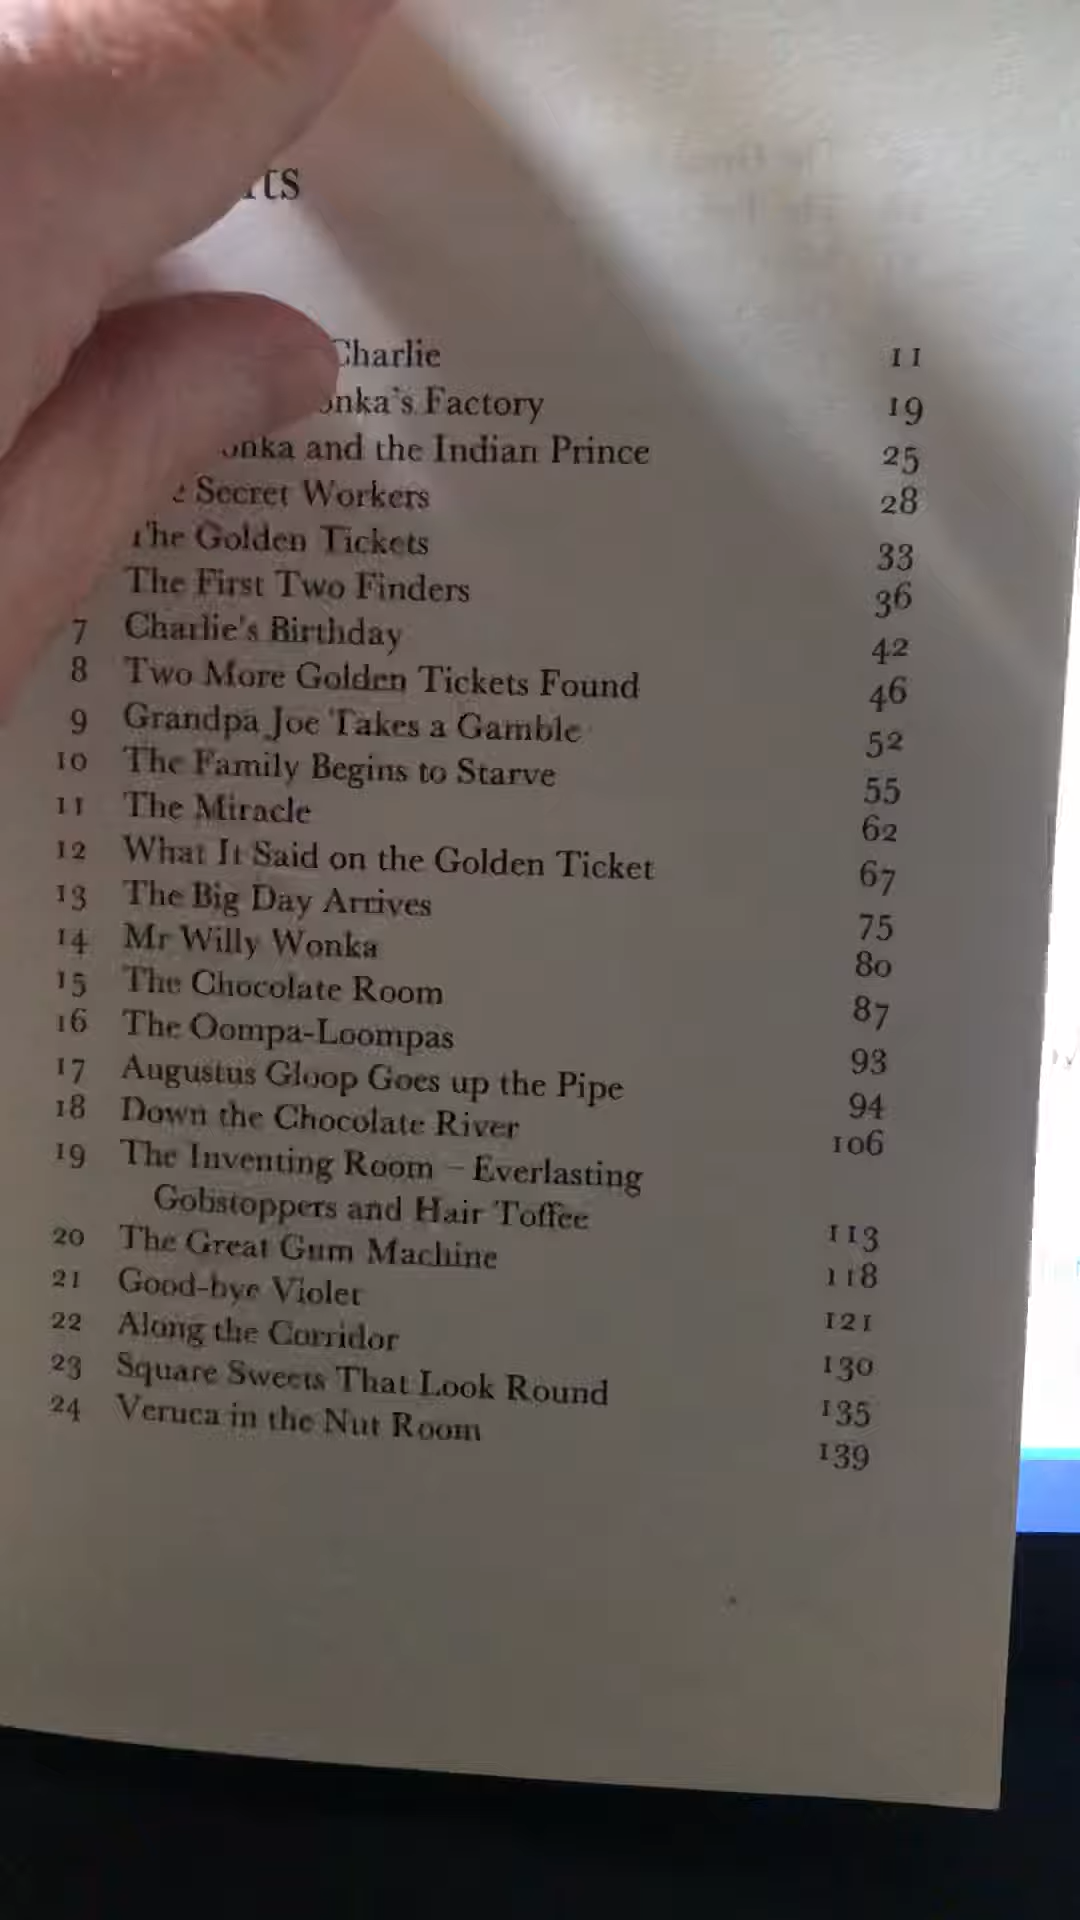 Charlie 11
Factory 19
and the Indian Prince 25
Secret Workers 28
The Golden Tickets 33
The First Two Finders 36
7 Charlie's Birthday 42
8 Two More Golden Tickets Found 46
9 Grandpa Joe Takes a Gamble 52
10 The Family Begins to Starve 55
11 The Miracle 62
12 What It Said on the Golden Ticket 67
13 The Big Day Arrives 75
14 Mr Willy Wonka 80
15 The Chocolate Room 87
16 The Oompa-Loompas 93
17 Augustus Gloop Goes up the Pipe 94
18 Down the Chocolate River 106
19 The Inventing Room – Everlasting
Gobstoppers and Hair Toffee 113
20 The Great Gum Machine 118
21 Good-bye Violet 121
22 Along the Corridor 130
23 Square Sweets That Look Round 135
24 Veruca in the Nut Room 139